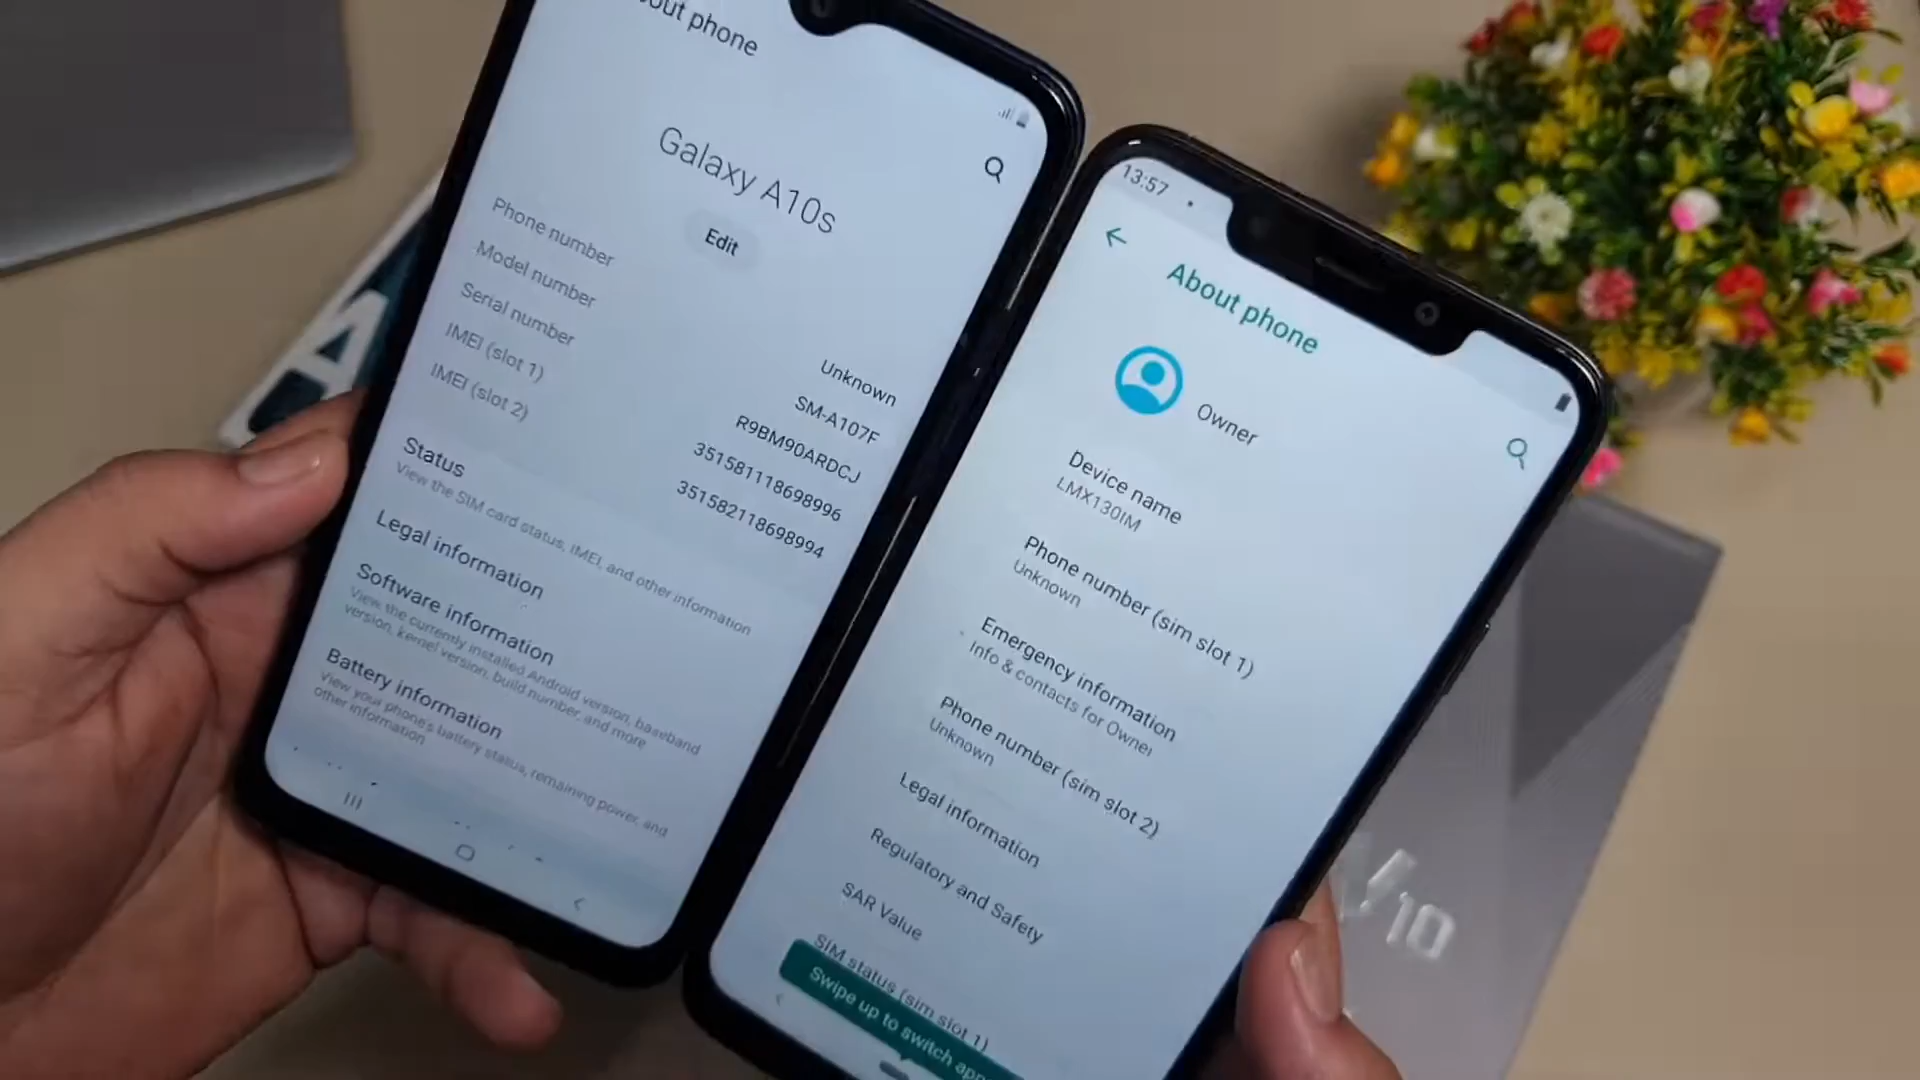 out phone
Galaxy A10s
Edit
Phone number
Unknown
Model number
SM-A107F
Serial number
R9BM90ARDCJ
IMEI (slot 1)
351581118698996
IMEI (slot 2)
351582118698994
Status
View the SIM card status, IMEI, and other information
Legal information
Software information
View the currently installed Android version, baseband
version, kernel version, build number, and more
Battery information
View your phone's battery status, remaining power, and
other information
13:57
About phone
Owner
Device name
LMX130IM
Phone number (sim slot 1)
Unknown
Emergency information
Info & contacts for Owner
Phone number (sim slot 2)
Unknown
Legal information
Regulatory and Safety
SAR Value
SIM status (sim slot 1)
Swipe up to switch app
10